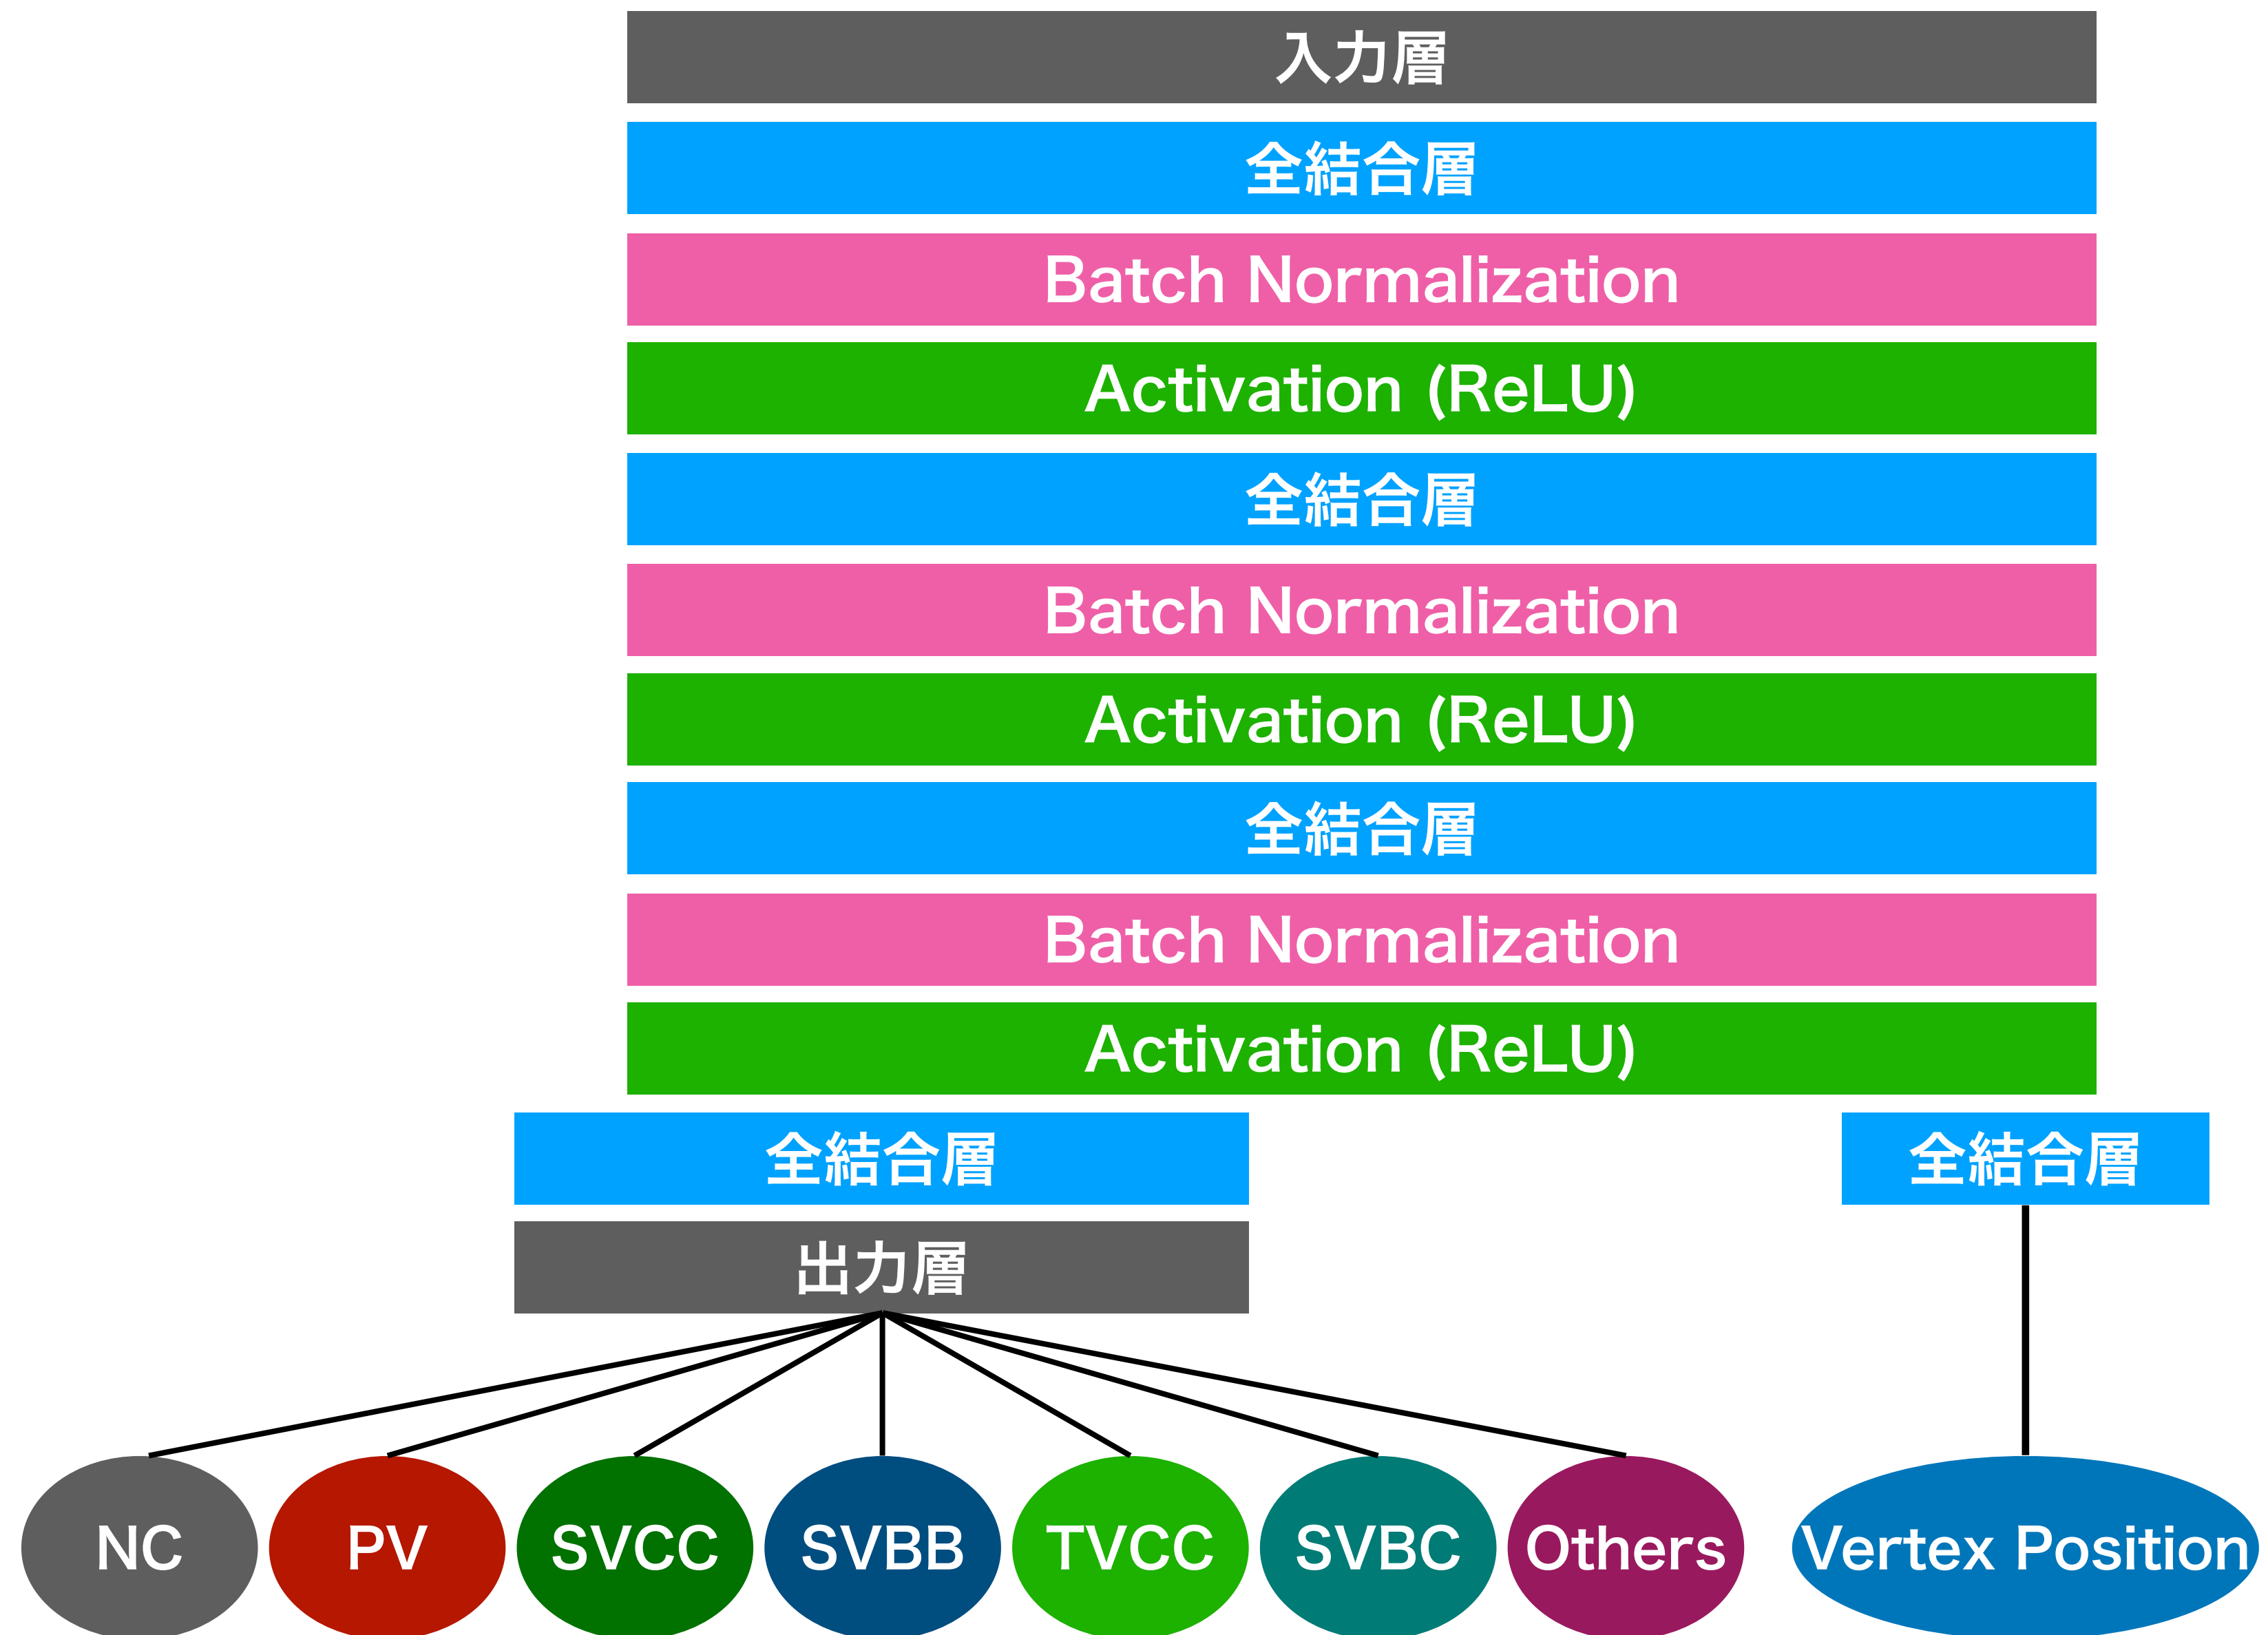 入力層
全結合層
Batch Normalization
Activation (ReLU)
全結合層
Batch Normalization
Activation (ReLU)
全結合層
Batch Normalization
Activation (ReLU)
全結合層
全結合層
出力層
NC
PV
SVCC
SVBB
TVCC
SVBC
Others
Vertex Position